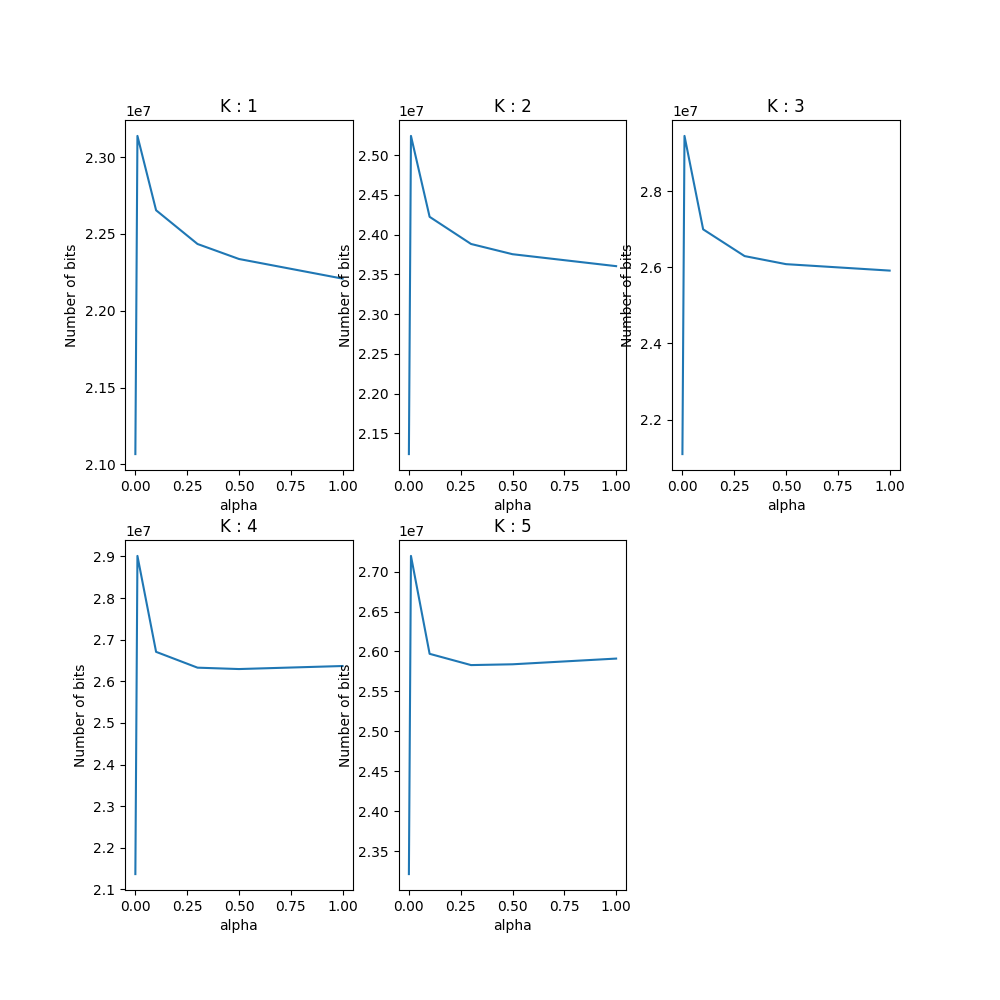 1e7
K : 1
Number of bits
2.30
2.25
2.20
2.15
2.10
0.00 0.25 0.50 0.75 1.00
alpha
1e7
K : 2
Number of bits
2.50
2.45
2.40
2.35
2.30
2.25
2.20
2.15
0.00 0.25 0.50 0.75 1.00
alpha
1e7
K : 3
Number of bits
2.8
2.6
2.4
2.2
0.00 0.25 0.50 0.75 1.00
alpha
1e7
K : 4
Number of bits
2.9
2.8
2.7
2.6
2.5
2.4
2.3
2.2
2.1
0.00 0.25 0.50 0.75 1.00
alpha
1e7
K : 5
Number of bits
2.70
2.65
2.60
2.55
2.50
2.45
2.40
2.35
0.00 0.25 0.50 0.75 1.00
alpha